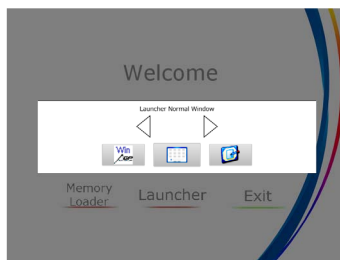 Welcome
Launcher Normal Window
Win
Memory
Loader
Launcher
Exit